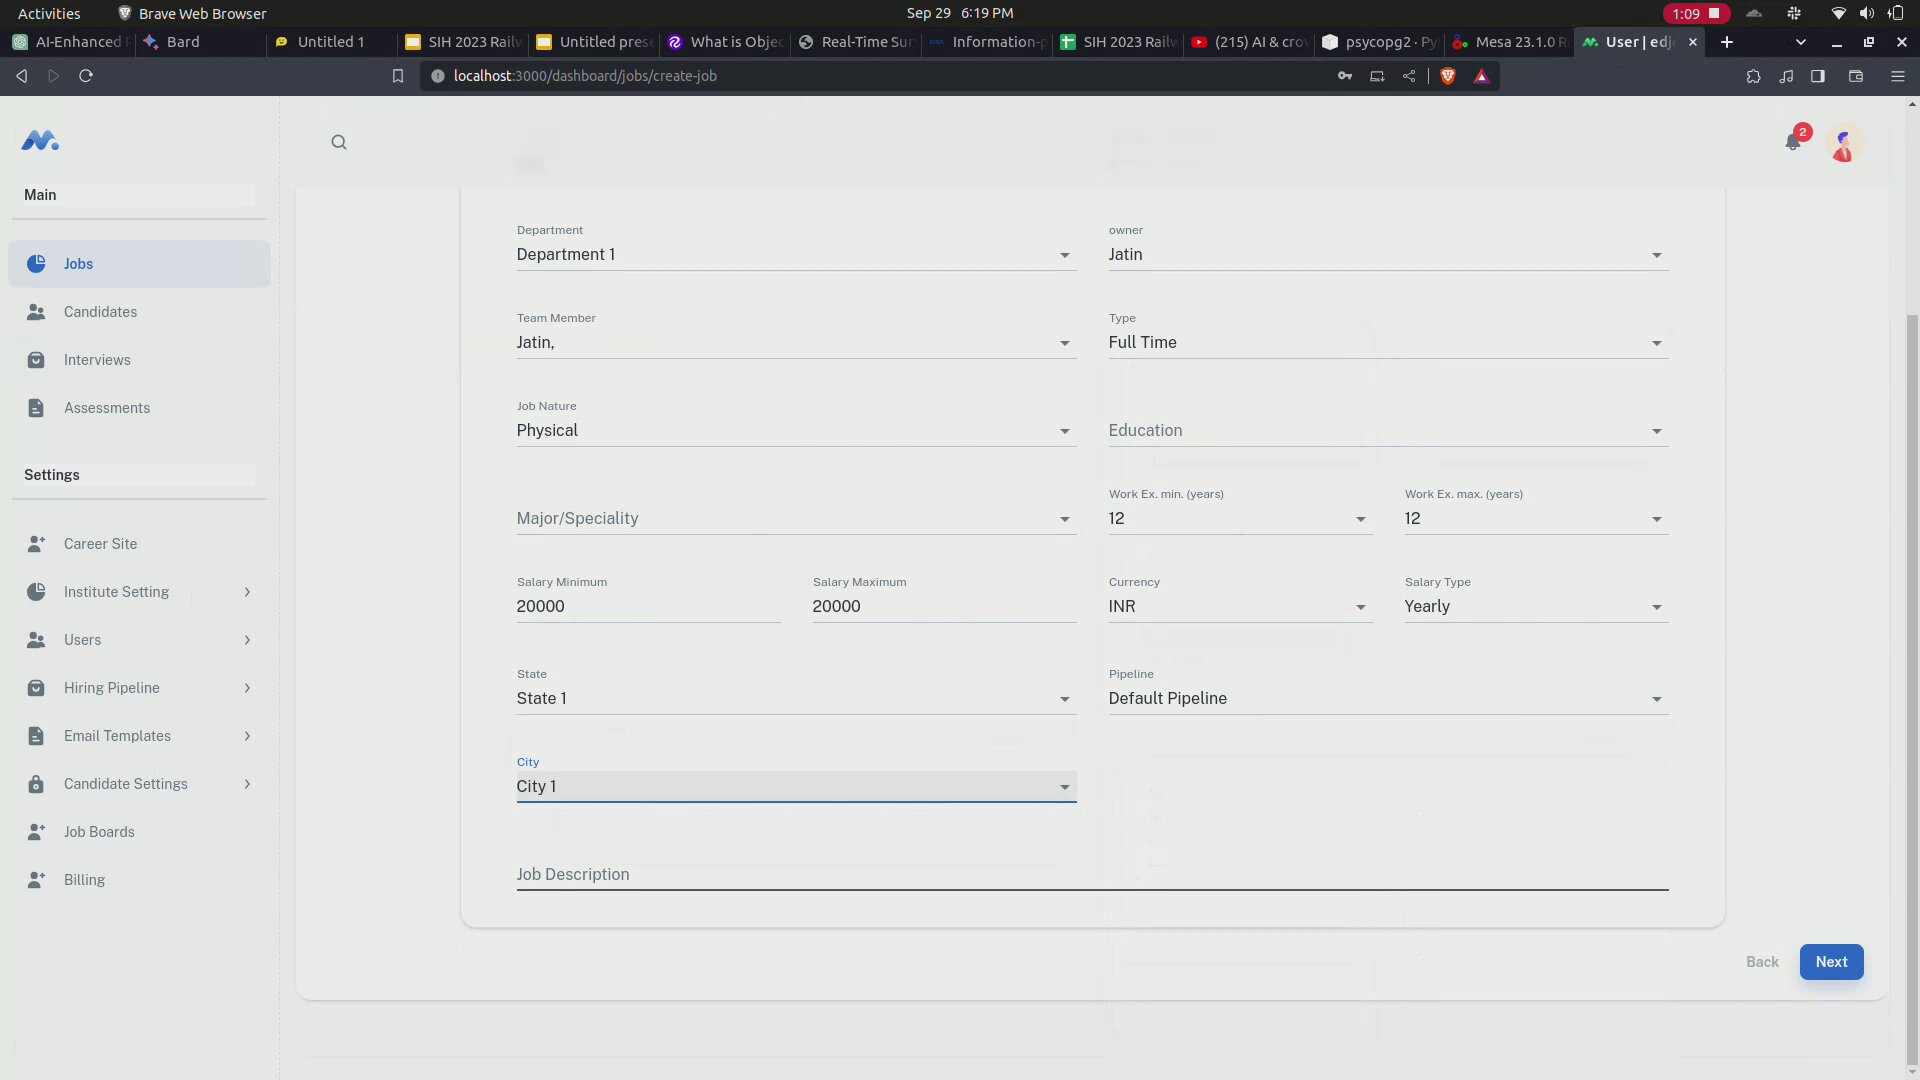 Activities
Brave Web Browser
Sep 29 6:19 PM
1:09
AI-Enhanced
Bard
Untitled 1
SIH 2023 Railw
Untitled prese
What is Objec
Real-Time Sur
Information-p
SIH 2023 Railw
(215) AI & crow
psycopg2 · Py
Mesa 23.1.0 R
User | edj
localhost:3000/dashboard/jobs/create-job
2
Main
Jobs
Candidates
Interviews
Assessments
Settings
Career Site
Institute Setting
Users
Hiring Pipeline
Email Templates
Candidate Settings
Job Boards
Billing
Department
Department 1
owner
Jatin
Team Member
Jatin,
Type
Full Time
Job Nature
Physical
Education
Major/Speciality
Work Ex. min. (years)
12
Work Ex. max. (years)
12
Salary Minimum
20000
Salary Maximum
20000
Currency
INR
Salary Type
Yearly
State
State 1
Pipeline
Default Pipeline
City
City 1
Job Description
Back
Next